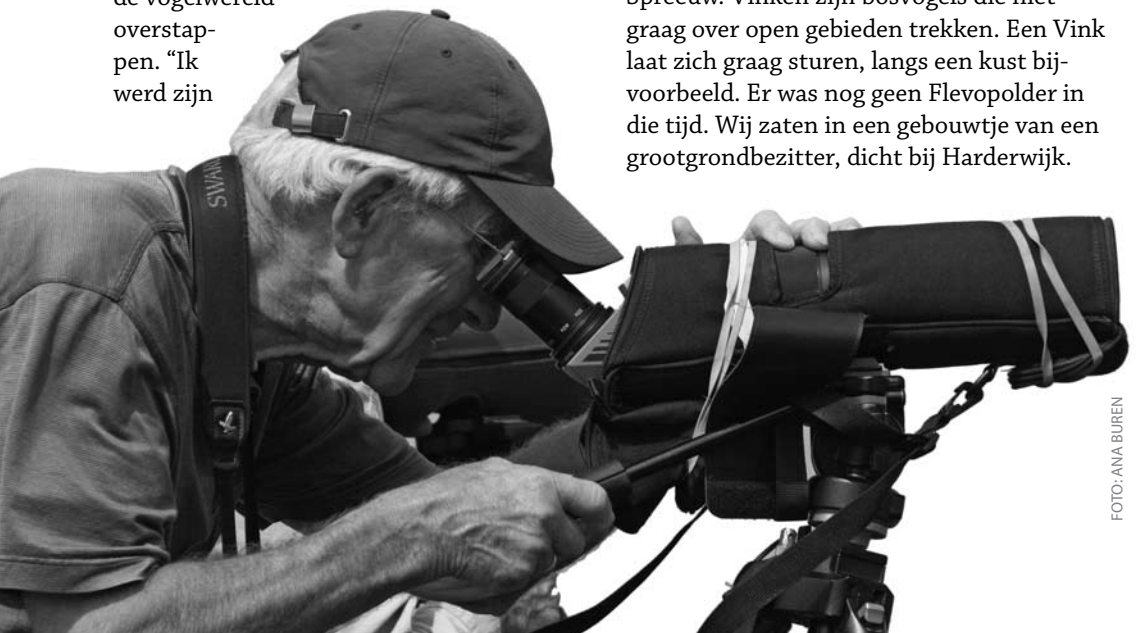 de vogelwereld
overstap-
pen. “Ik
werd zijn
Spreeuw. Vinken zijn bosvogels die niet
graag over open gebieden trekken. Een Vink
laat zich graag sturen, langs een kust bij-
voorbeeld. Er was nog geen Flevopolder in
die tijd. Wij zaten in een gebouwtje van een
grootgrondbezitter, dicht bij Harderwijk.
FOTO: ANA BUREN